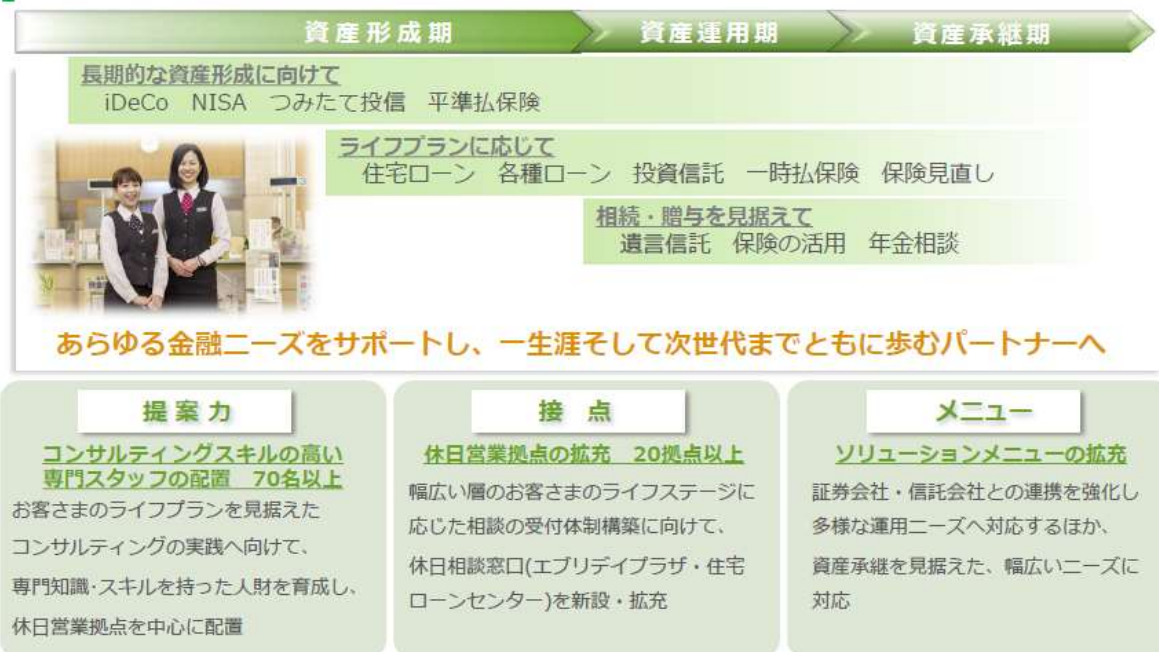 資産形成期
資産運用期
資産承継期
長期的な資産形成に向けて
iDeCo NISA つみたて投信 平準払保険
ライフプランに応じて
住宅ローン 各種ローン 投資信託 一時払保険 保険見直し
相続・贈与を見据えて
遺言信託 保険の活用 年金相談
あらゆる金融ニーズをサポートし、一生涯そして次世代までともに歩むパートナーへ
提案力
コンサルティングスキルの高い
専門スタッフの配置 70名以上
お客さまのライフプランを見据えた
コンサルティングの実践へ向けて、
専門知識・スキルを持った人財を育成し、
休日営業拠点を中心に配置
接 点
休日営業拠点の拡充 20拠点以上
幅広い層のお客さまのライフステージに
応じた相談の受付体制構築に向けて、
休日相談窓口(エブリデイプラザ・住宅
ローンセンター)を新設・拡充
メニュー
ソリューションメニューの拡充
証券会社・信託会社との連携を強化し
多様な運用ニーズへ対応するほか、
資産承継を見据えた、幅広いニーズに
対応